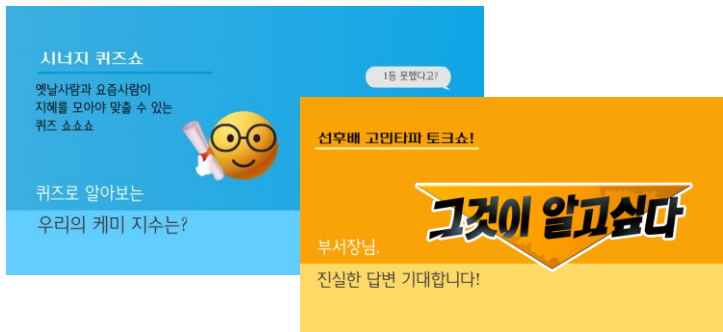 시너지 퀴즈쇼
옛날사람과 요즘사람이
지혜를 모아야 맞출 수 있는
퀴즈 쇼쇼쇼
1등 못했다고?
퀴즈로 알아보는
우리의 케미 지수는?
선후배 고민타파 토크쇼!
그것이 알고싶다
부서장님,
진실한 답변 기대합니다!